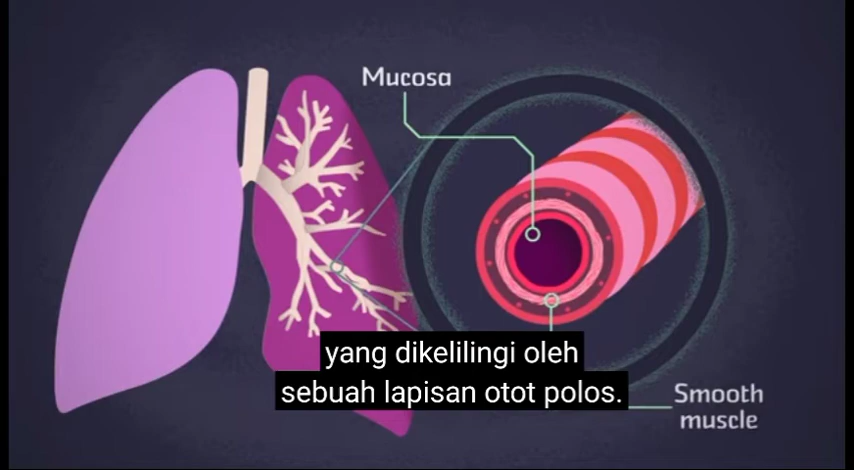 Mucosa
yang dikelilingi oleh
sebuah lapisan otot polos.
Smooth
muscle